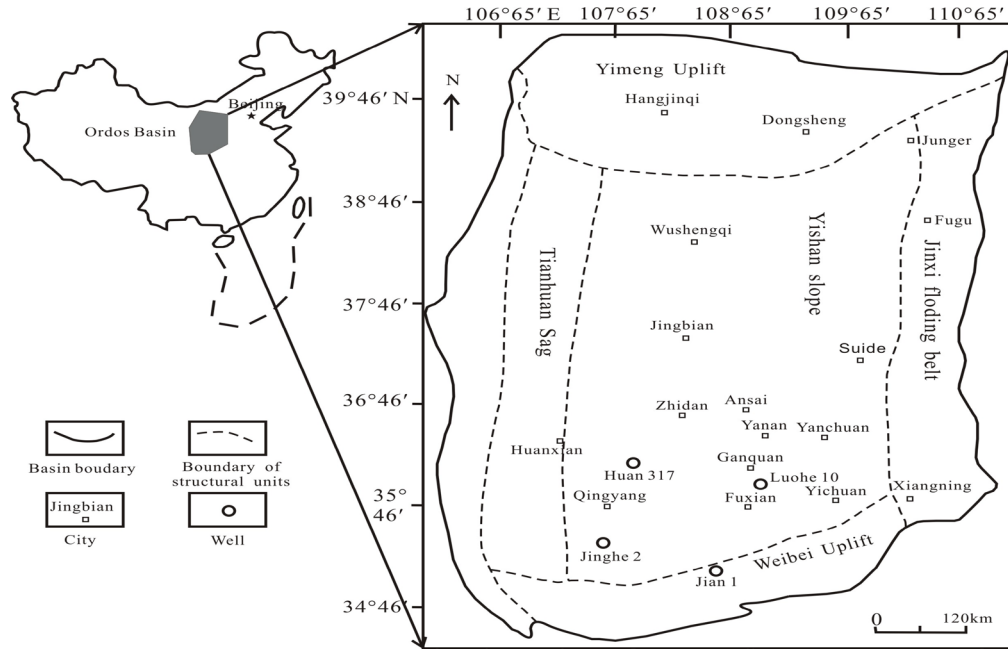 106°65′ E 107°65′ 108°65′ 109°65′ 110°65′
39°46′ N
38°46′
37°46′
36°46′
35°
46′
34°46′
Beijing
Ordos Basin
N
Yimeng Uplift
Hangjinqi
Dongsheng
Junger
Fugu
Wushengqi
Yishan slope
Tianhuan Sag
Jinxi floding belt
Jingbian
Suide
Zhidan
Ansai
Yanan
Yanchuan
Huanxian
Ganquan
Huan 317
Luohe 10
Qingyang
Fuxian
Yichuan
Xiangning
Jinghe 2
Jian 1
Weibei Uplift
0 120km
Basin boudary
Boundary of
structural units
Jingbian
City
Well